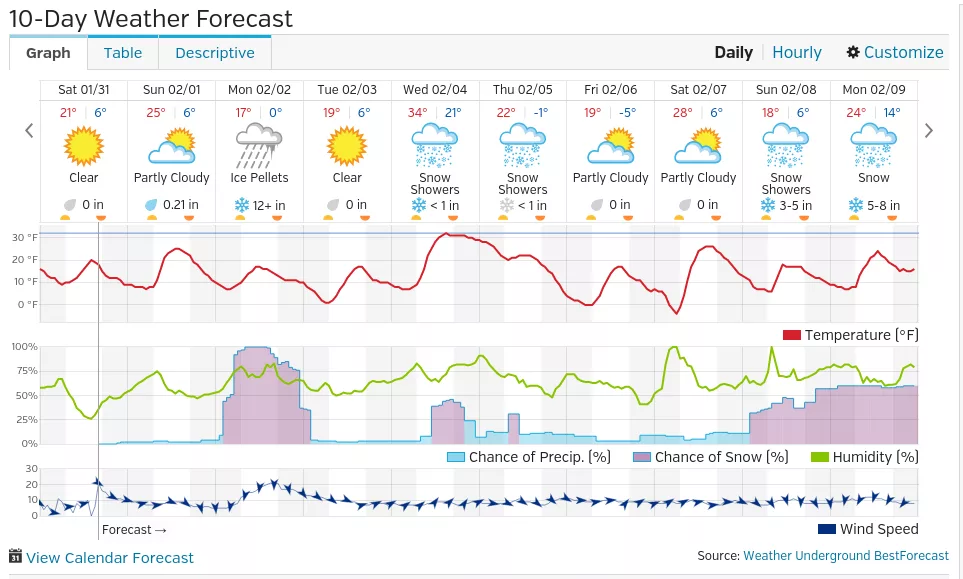 10-Day Weather Forecast
Graph Table Descriptive Daily Hourly Customize
Sat 01/31 Sun 02/01 Mon 02/02 Tue 02/03 Wed 02/04 Thu 02/05 Fri 02/06 Sat 02/07 Sun 02/08 Mon 02/09
21° 6° 25° 6° 17° 0° 19° 6° 34° 21° 22° -1° 19° -5° 28° 6° 18° 6° 24° 14°
Clear Partly Cloudy Ice Pellets Clear Snow Showers Snow Showers Partly Cloudy Partly Cloudy Snow Showers Snow
0 in 0.21 in 12+ in 0 in < 1 in < 1 in 0 in 0 in 3-5 in 5-8 in
30 °F
20 °F
10 °F
0 °F
Temperature (°F)
100%
75%
50%
25%
0%
Chance of Precip. (%) Chance of Snow (%) Humidity (%)
30
20
10
0
Forecast → Wind Speed
31 View Calendar Forecast Source: Weather Underground BestForecast